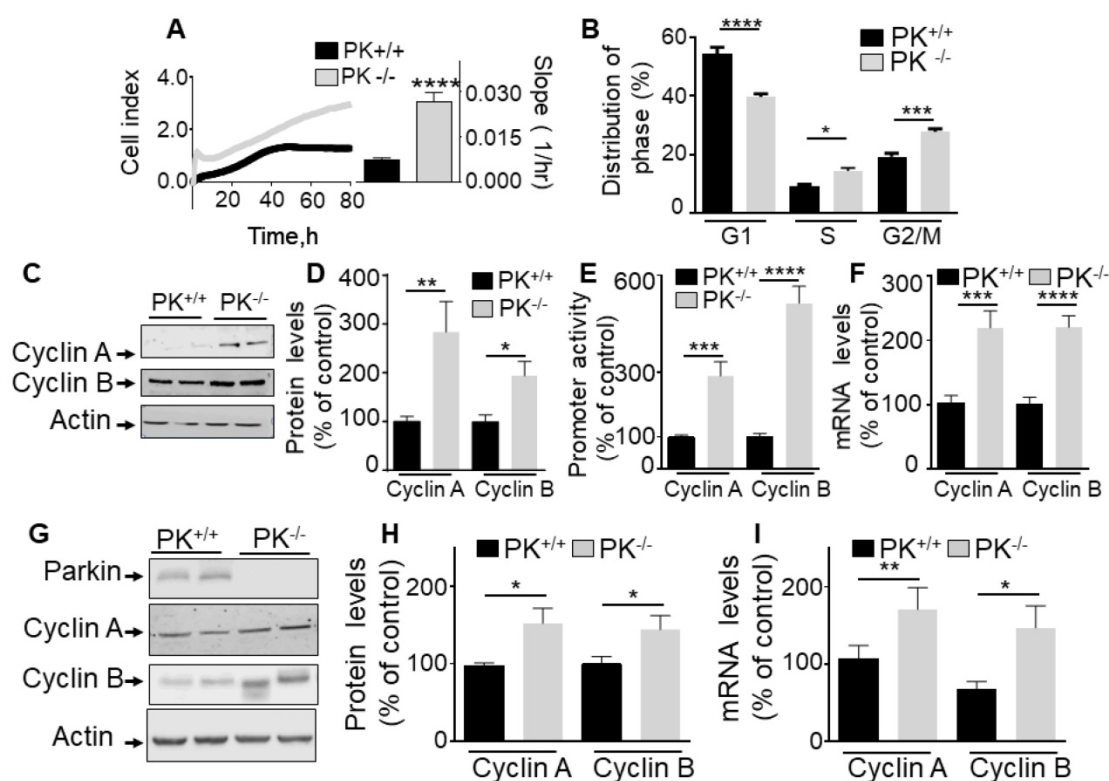 A
PK+/+
PK -/-
Cell index
4.0
2.0
0.0
20 40 60 80
Time,h
****
0.030
0.015
0.000
Slope ( 1/hr)
B
PK+/+
PK -/-
Distribution of
phase (%)
60
40
20
0
****
*
***
G1 S G2/M
C
PK+/+ PK-/-
Cyclin A
Cyclin B
Actin
D
PK+/+
PK-/-
Protein levels
(% of control)
400
300
200
100
0
**
*
Cyclin A Cyclin B
E
PK+/+
PK-/-
Promoter activity
(% of control)
600
300
100
0
***
****
Cyclin A Cyclin B
F
PK+/+ PK-/-
mRNA levels
(% of control)
300
200
100
0
***
****
Cyclin A Cyclin B
G
PK+/+ PK-/-
Parkin
Cyclin A
Cyclin B
Actin
H
PK+/+ PK-/-
Protein levels
(% of control)
200
100
0
*
*
Cyclin A Cyclin B
I
PK+/+ PK-/-
mRNA levels
(% of control)
200
100
0
**
*
Cyclin A Cyclin B